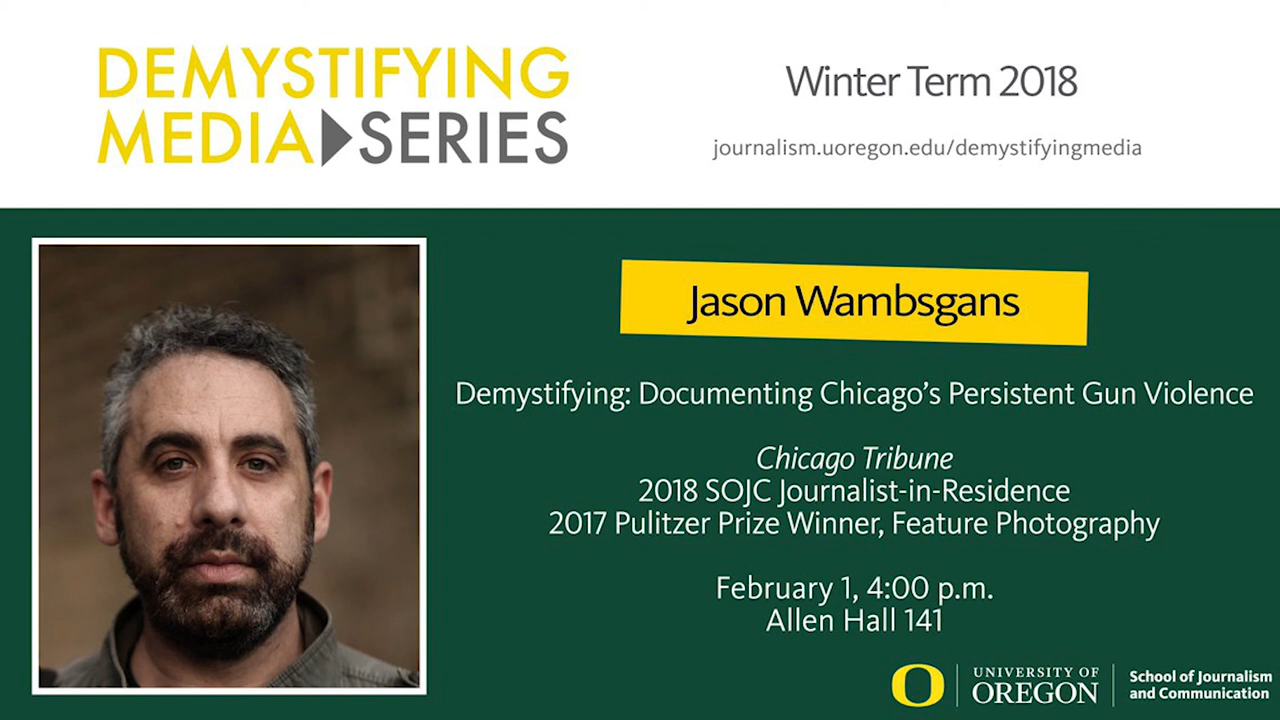 DEMYSTIFYING
MEDIA SERIES
Winter Term 2018
journalism.uoregon.edu/demystifyingmedia
Jason Wambsgans
Demystifying: Documenting Chicago’s Persistent Gun Violence
Chicago Tribune
2018 SOJC Journalist-in-Residence
2017 Pulitzer Prize Winner, Feature Photography
February 1, 4:00 p.m.
Allen Hall 141
O
UNIVERSITY OF
OREGON
School of Journalism
and Communication